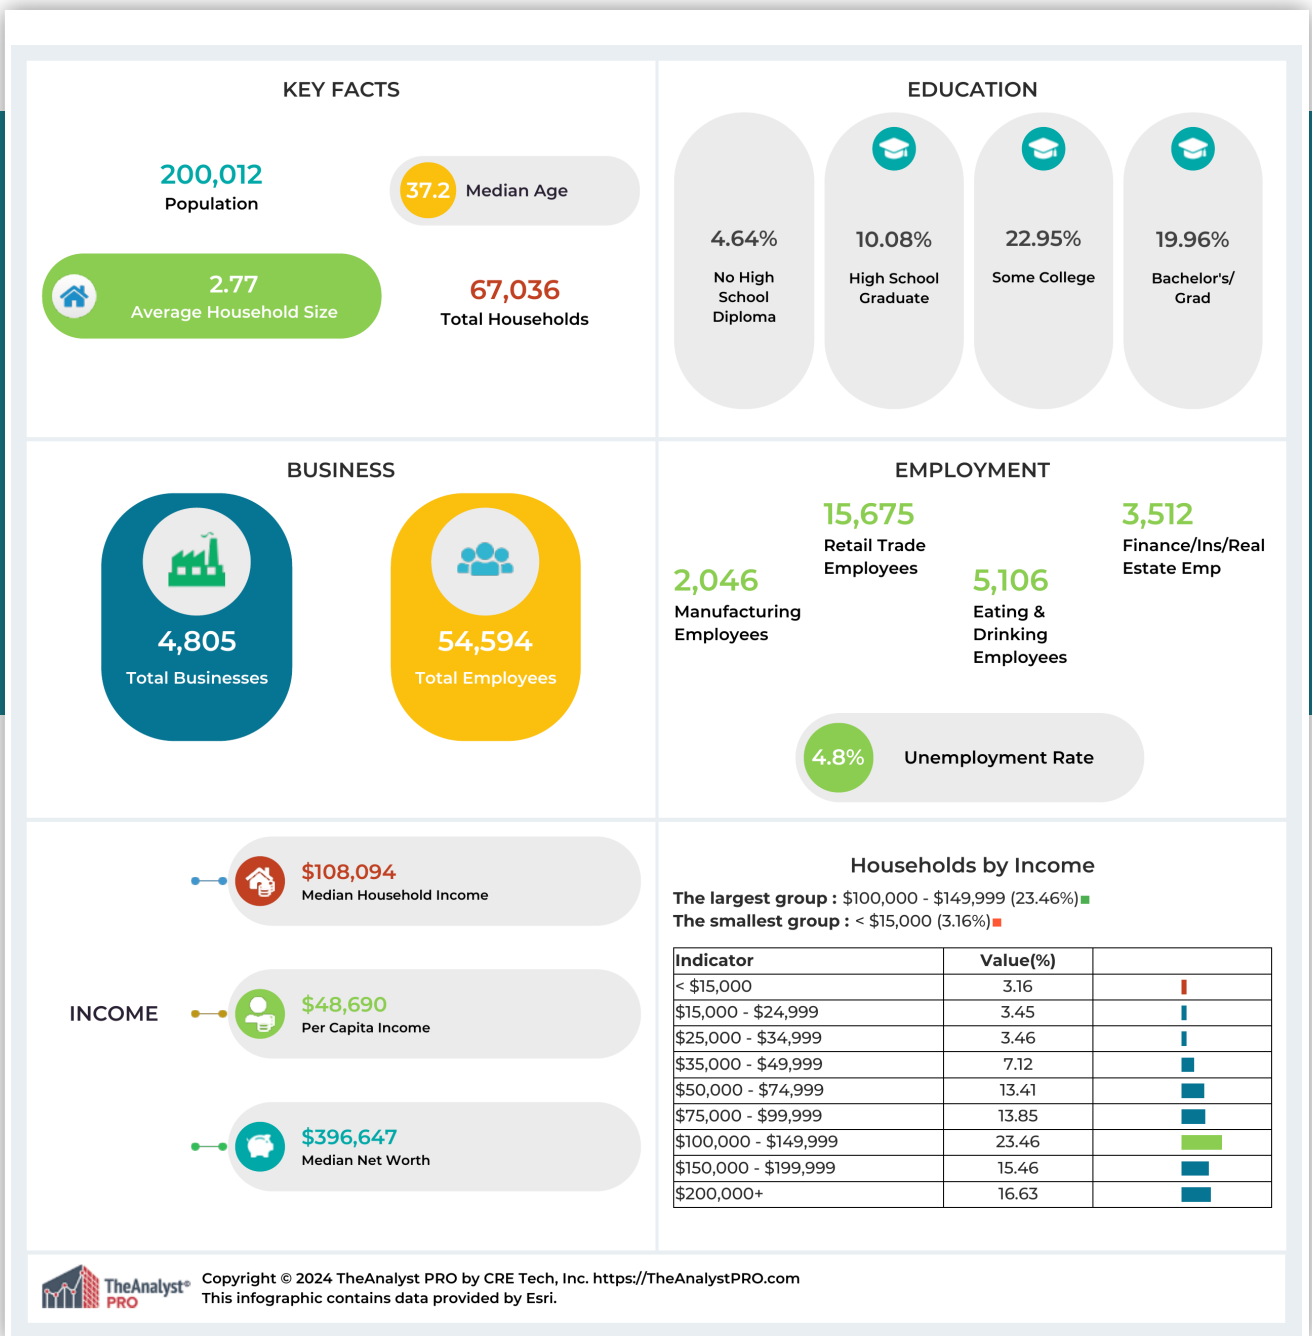 KEY FACTS
200,012
Population
37.2 Median Age
2.77
Average Household Size
67,036
Total Households
EDUCATION
4.64%
No High
School
Diploma
10.08%
High School
Graduate
22.95%
Some College
19.96%
Bachelor's/
Grad
BUSINESS
4,805
Total Businesses
54,594
Total Employees
EMPLOYMENT
2,046
Manufacturing
Employees
15,675
Retail Trade
Employees
5,106
Eating &
Drinking
Employees
3,512
Finance/Ins/Real
Estate Emp
4.8% Unemployment Rate
INCOME
$108,094
Median Household Income
$48,690
Per Capita Income
$396,647
Median Net Worth
Households by Income
The largest group : $100,000 - $149,999 (23.46%)
The smallest group : < $15,000 (3.16%)
Indicator Value(%)
< $15,000 3.16
$15,000 - $24,999 3.45
$25,000 - $34,999 3.46
$35,000 - $49,999 7.12
$50,000 - $74,999 13.41
$75,000 - $99,999 13.85
$100,000 - $149,999 23.46
$150,000 - $199,999 15.46
$200,000+ 16.63
TheAnalyst©
PRO
Copyright © 2024 TheAnalyst PRO by CRE Tech, Inc. https://TheAnalystPRO.com
This infographic contains data provided by Esri.